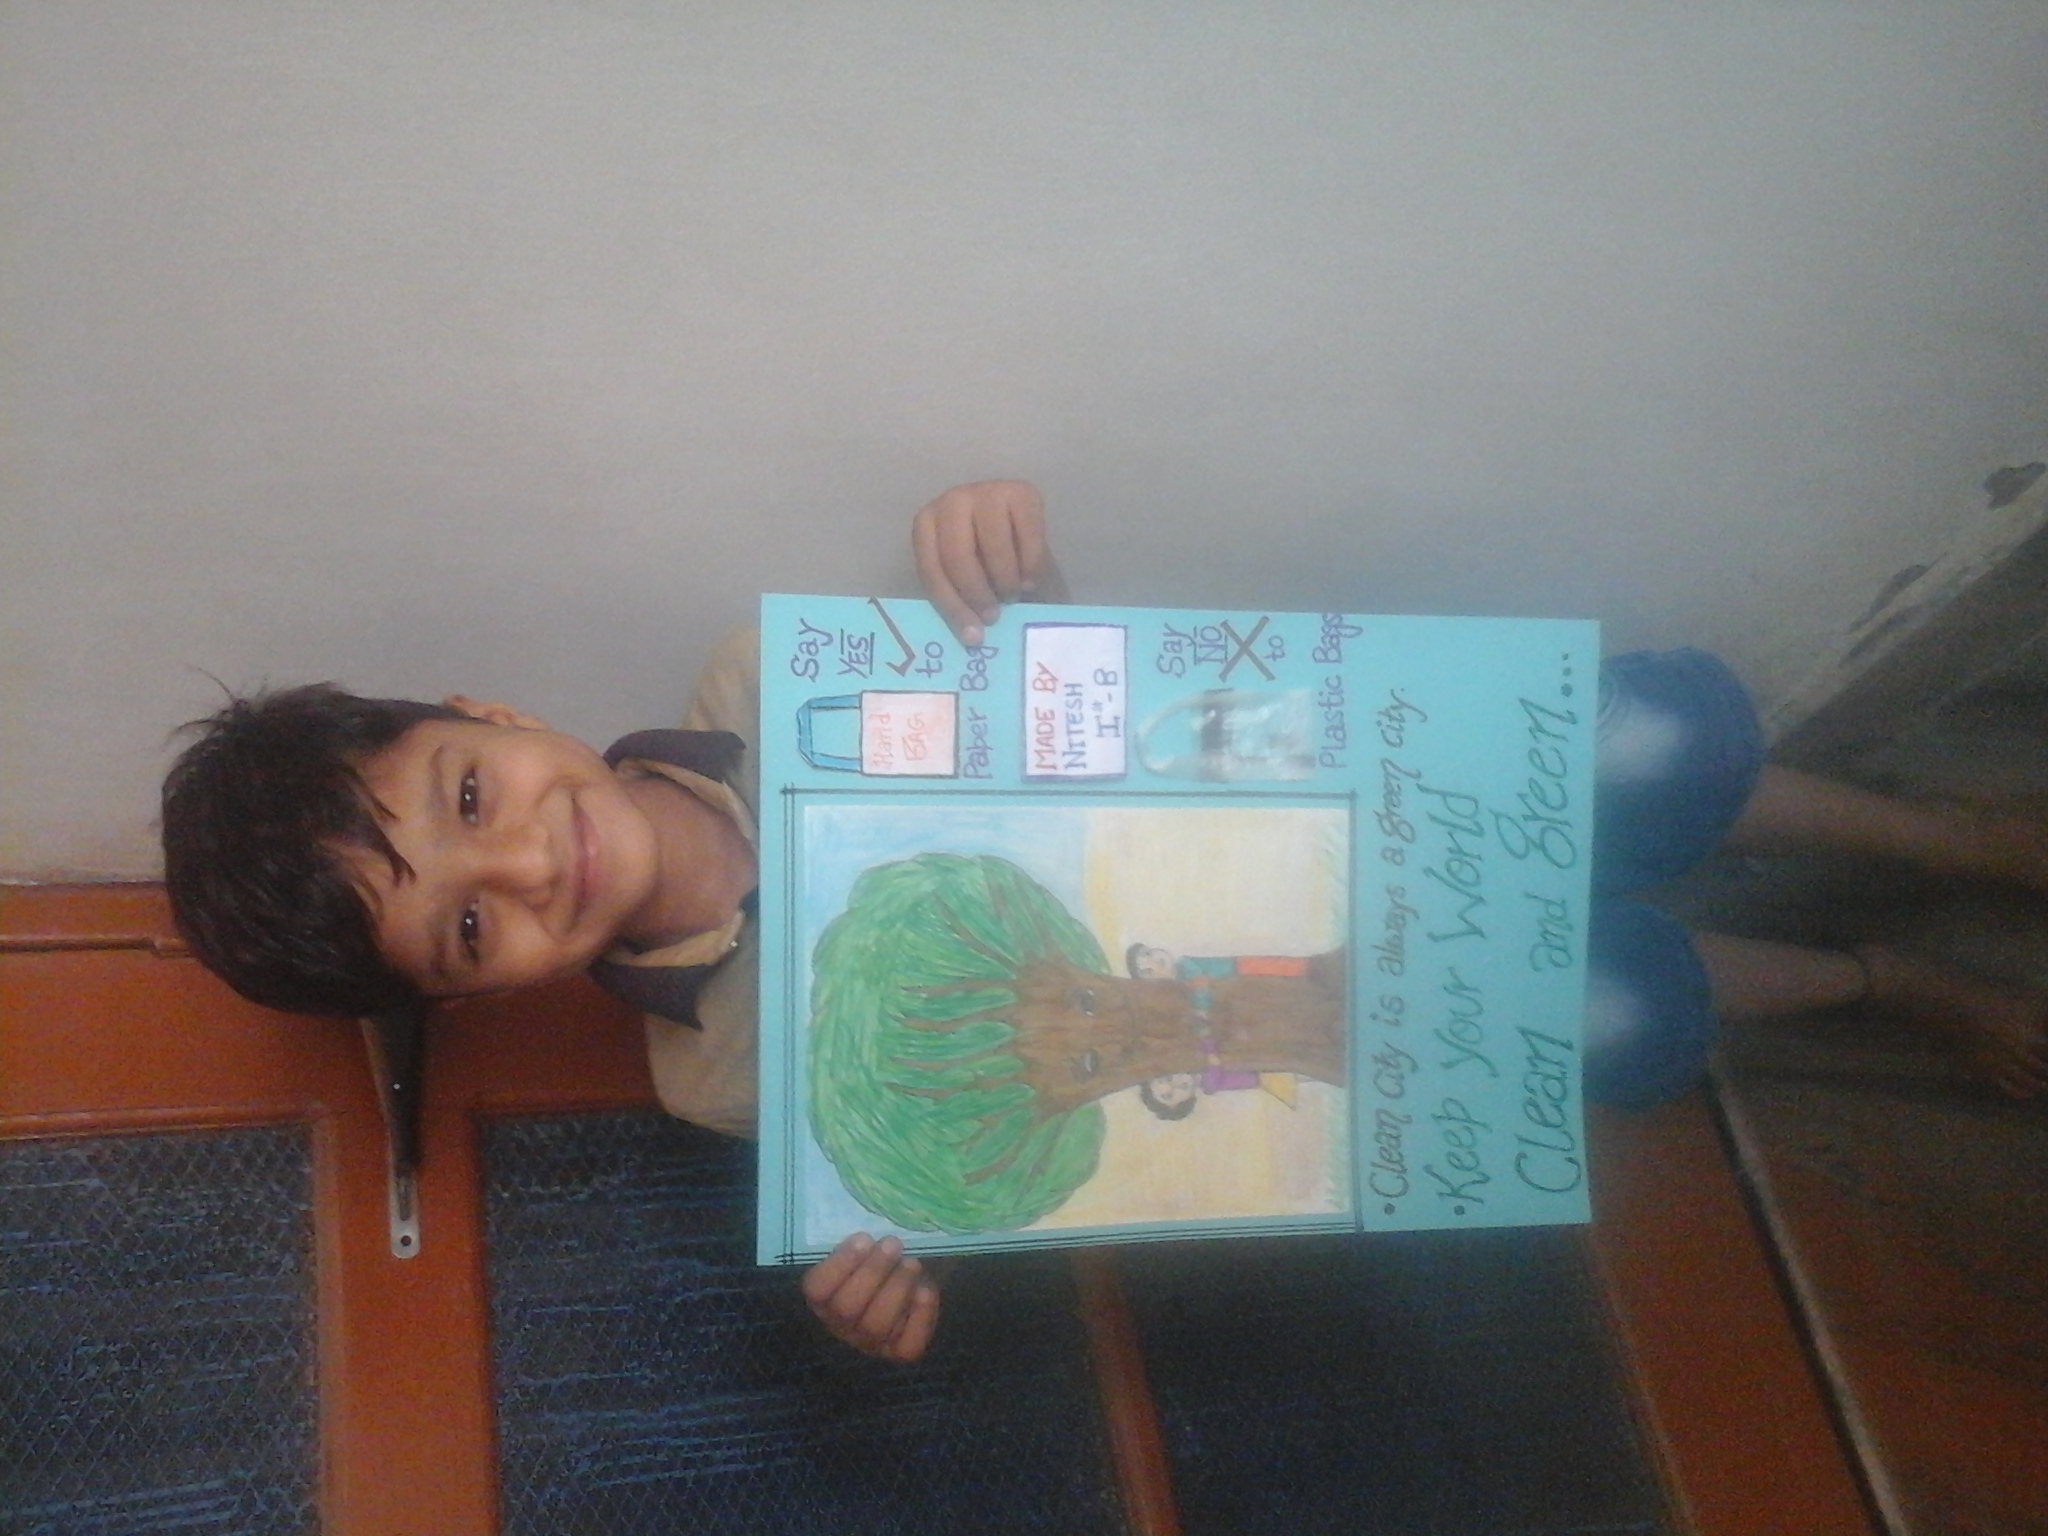 Say
YES
to
Hand
BAG
Paper Bag
MADE BY
NITESH
Ist-B
Say
NO
to
Plastic Bags
• Clean City is always a green city.
• Keep your World
Clean and green...